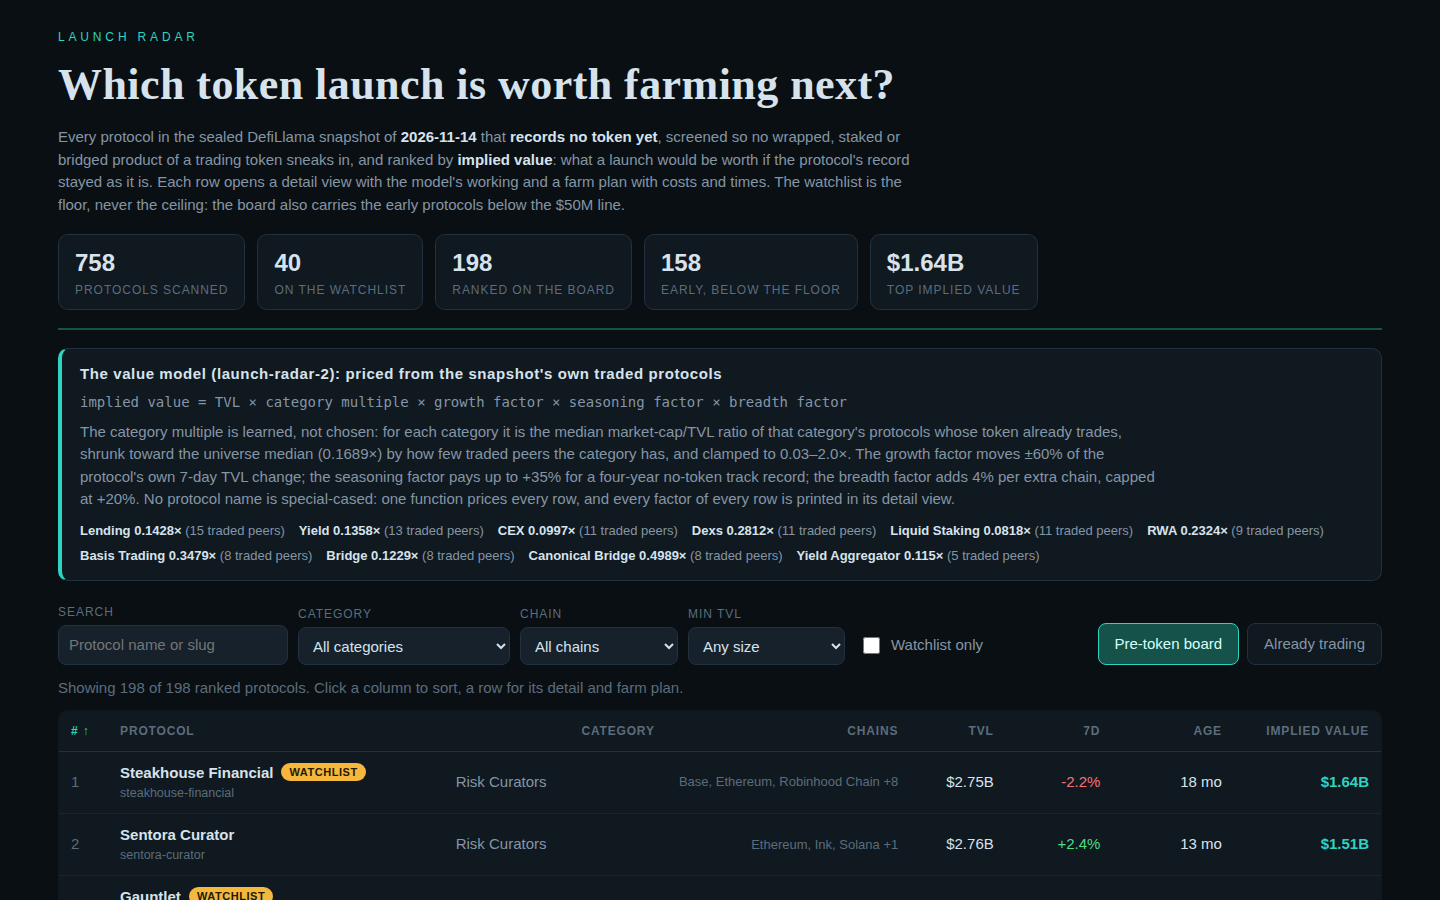 LAUNCH RADAR
Which token launch is worth farming next?
Every protocol in the sealed DefiLlama snapshot of 2026-11-14 that records no token yet, screened so no wrapped, staked or
bridged product of a trading token sneaks in, and ranked by implied value: what a launch would be worth if the protocol's record
stayed as it is. Each row opens a detail view with the model's working and a farm plan with costs and times. The watchlist is the
floor, never the ceiling: the board also carries the early protocols below the $50M line.
758
PROTOCOLS SCANNED
40
ON THE WATCHLIST
198
RANKED ON THE BOARD
158
EARLY, BELOW THE FLOOR
$1.64B
TOP IMPLIED VALUE
The value model (launch-radar-2): priced from the snapshot's own traded protocols
implied value = TVL × category multiple × growth factor × seasoning factor × breadth factor
The category multiple is learned, not chosen: for each category it is the median market-cap/TVL ratio of that category's protocols whose token already trades,
shrunk toward the universe median (0.1689×) by how few traded peers the category has, and clamped to 0.03–2.0×. The growth factor moves ±60% of the
protocol's own 7-day TVL change; the seasoning factor pays up to +35% for a four-year no-token track record; the breadth factor adds 4% per extra chain, capped
at +20%. No protocol name is special-cased: one function prices every row, and every factor of every row is printed in its detail view.
Lending 0.1428× (15 traded peers) Yield 0.1358× (13 traded peers) CEX 0.0997× (11 traded peers) Dexs 0.2812× (11 traded peers) Liquid Staking 0.0818× (11 traded peers) RWA 0.2324× (9 traded peers)
Basis Trading 0.3479× (8 traded peers) Bridge 0.1229× (8 traded peers) Canonical Bridge 0.4989× (8 traded peers) Yield Aggregator 0.115× (5 traded peers)
SEARCH CATEGORY CHAIN MIN TVL
Protocol name or slug All categories All chains Any size Watchlist only Pre-token board Already trading
Showing 198 of 198 ranked protocols. Click a column to sort, a row for its detail and farm plan.
# ↑ PROTOCOL CATEGORY CHAINS TVL 7D AGE IMPLIED VALUE
1 Steakhouse Financial WATCHLIST Risk Curators Base, Ethereum, Robinhood Chain +8 $2.75B -2.2% 18 mo $1.64B
steakhouse-financial
2 Sentora Curator Risk Curators Ethereum, Ink, Solana +1 $2.76B +2.4% 13 mo $1.51B
sentora-curator
Gauntlet WATCHLIST